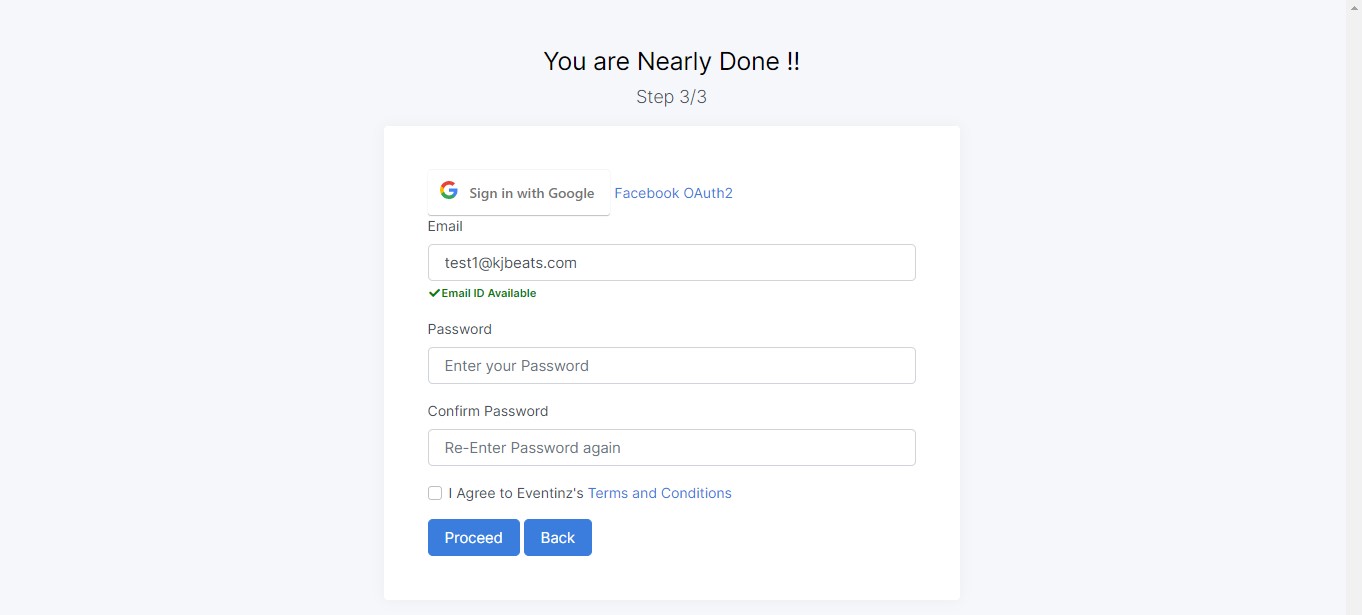 You are Nearly Done !!
Step 3/3
Sign in with Google Facebook OAuth2
Email
test1@kjbeats.com
Email ID Available
Password
Enter your Password
Confirm Password
Re-Enter Password again
I Agree to Eventinz's Terms and Conditions
Proceed Back